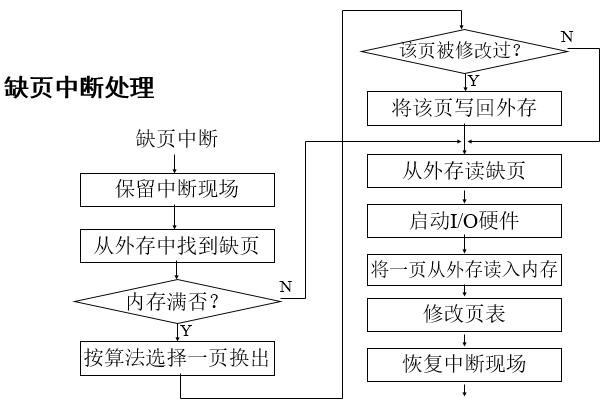 缺页中断处理
缺页中断
保留中断现场
从外存中找到缺页
内存满否?
N
Y
按算法选择一页换出
该页被修改过?
N
Y
将该页写回外存
从外存读缺页
启动I/O硬件
将一页从外存读入内存
修改页表
恢复中断现场